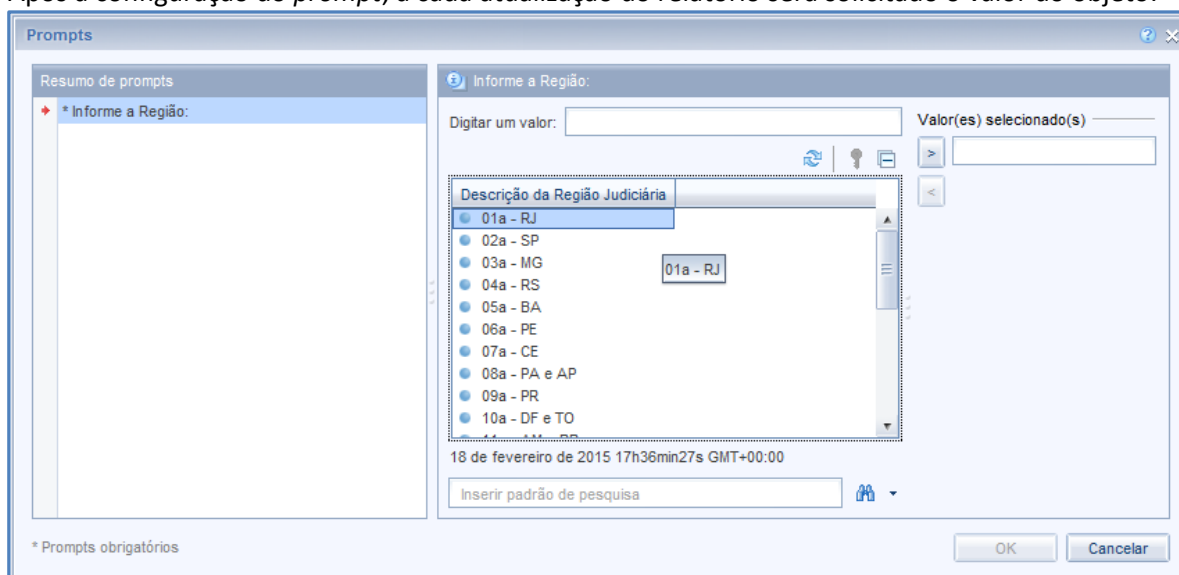 Após a configuração do prompt, a cada atualização do relatório será solicitado o valor do objeto.
Prompts
Resumo de prompts
* Informe a Região:
Informe a Região:
Digitar um valor:
Valor(es) selecionado(s)
>
<
Descrição da Região Judiciária
01a - RJ
02a - SP
03a - MG
01a - RJ
04a - RS
05a - BA
06a - PE
07a - CE
08a - PA e AP
09a - PR
10a - DF e TO
18 de fevereiro de 2015 17h36min27s GMT+00:00
Inserir padrão de pesquisa
* Prompts obrigatórios
OK
Cancelar